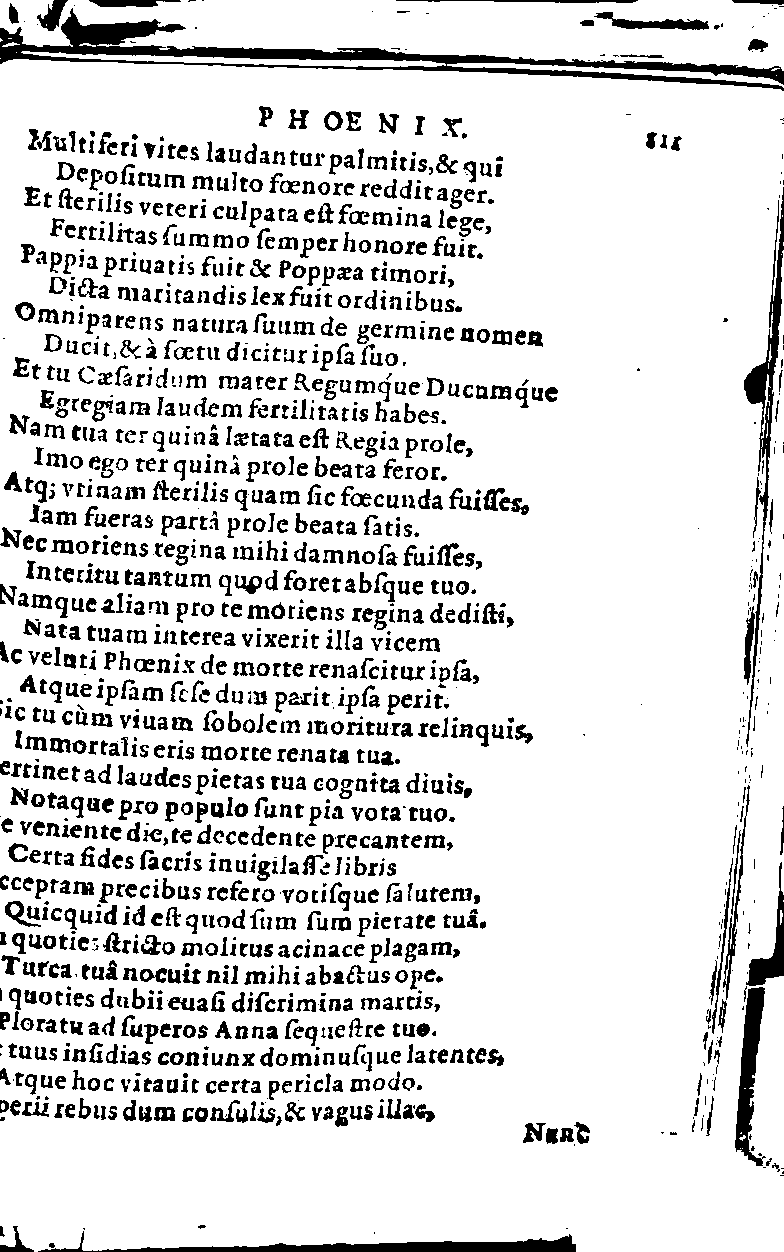 PHOENIX. 811
Multiferi vites laudantur palmitis,& qui
Depoſitum multo fœnore reddit ager.
Et ſterilis veteri culpata eſt fœmina lege,
Fertilitas ſummo ſemper honore fuit.
Pappia priuatis fuit & Poppæa timori,
Dicta maritandis lex fuit ordinibus.
Omniparens natura ſuum de germine nomen
Ducit,& à fœtu dicitur ipſa ſuo.
Et tu Cæſaridum mater Regumq́ue Ducumq́ue
Egregiam laudem fertilitatis habes.
Nam tua ter quinâ lætata eſt Regia prole,
Imo ego ter quinâ prole beata feror.
Atq; vtinam ſterilis quam ſic fœcunda fuiſſes,
Iam fueras partâ prole beata ſatis.
Nec moriens regina mihi damnoſa fuiſſes,
Interitu tantum quod foret abſque tuo.
Namque aliam pro te moriens regina dediſti,
Nata tuam interea vixerit illa vicem
Ac veluti Phœnix de morte renaſcitur ipſa,
Atque ipſam ſeſe dum parit ipſa perit.
Sic tu cùm viuam ſobolem moritura relinquis,
Immortalis eris morte renata tua.
ertinet ad laudes pietas tua cognita diuis,
Notaque pro populo ſunt pia vota tuo.
e veniente die,te decedente precantem,
Certa fides ſacris inuigilaſſe libris
cceptam precibus refero votiſque ſalutem,
Quicquid id eſt quod ſum ſum pietate tuâ.
quoties ſtricto molitus acinace plagam,
Turca tuâ nocuit nil mihi abactus ope.
quoties dubii euaſi diſcrimina martis,
Ploratu ad ſuperos Anna ſequeſtre tuo.
tuus inſidias coniunx dominuſque latentes,
Atque hoc vitauit certa pericla modo.
perii rebus dum conſulis,& vagus illac,
NERC